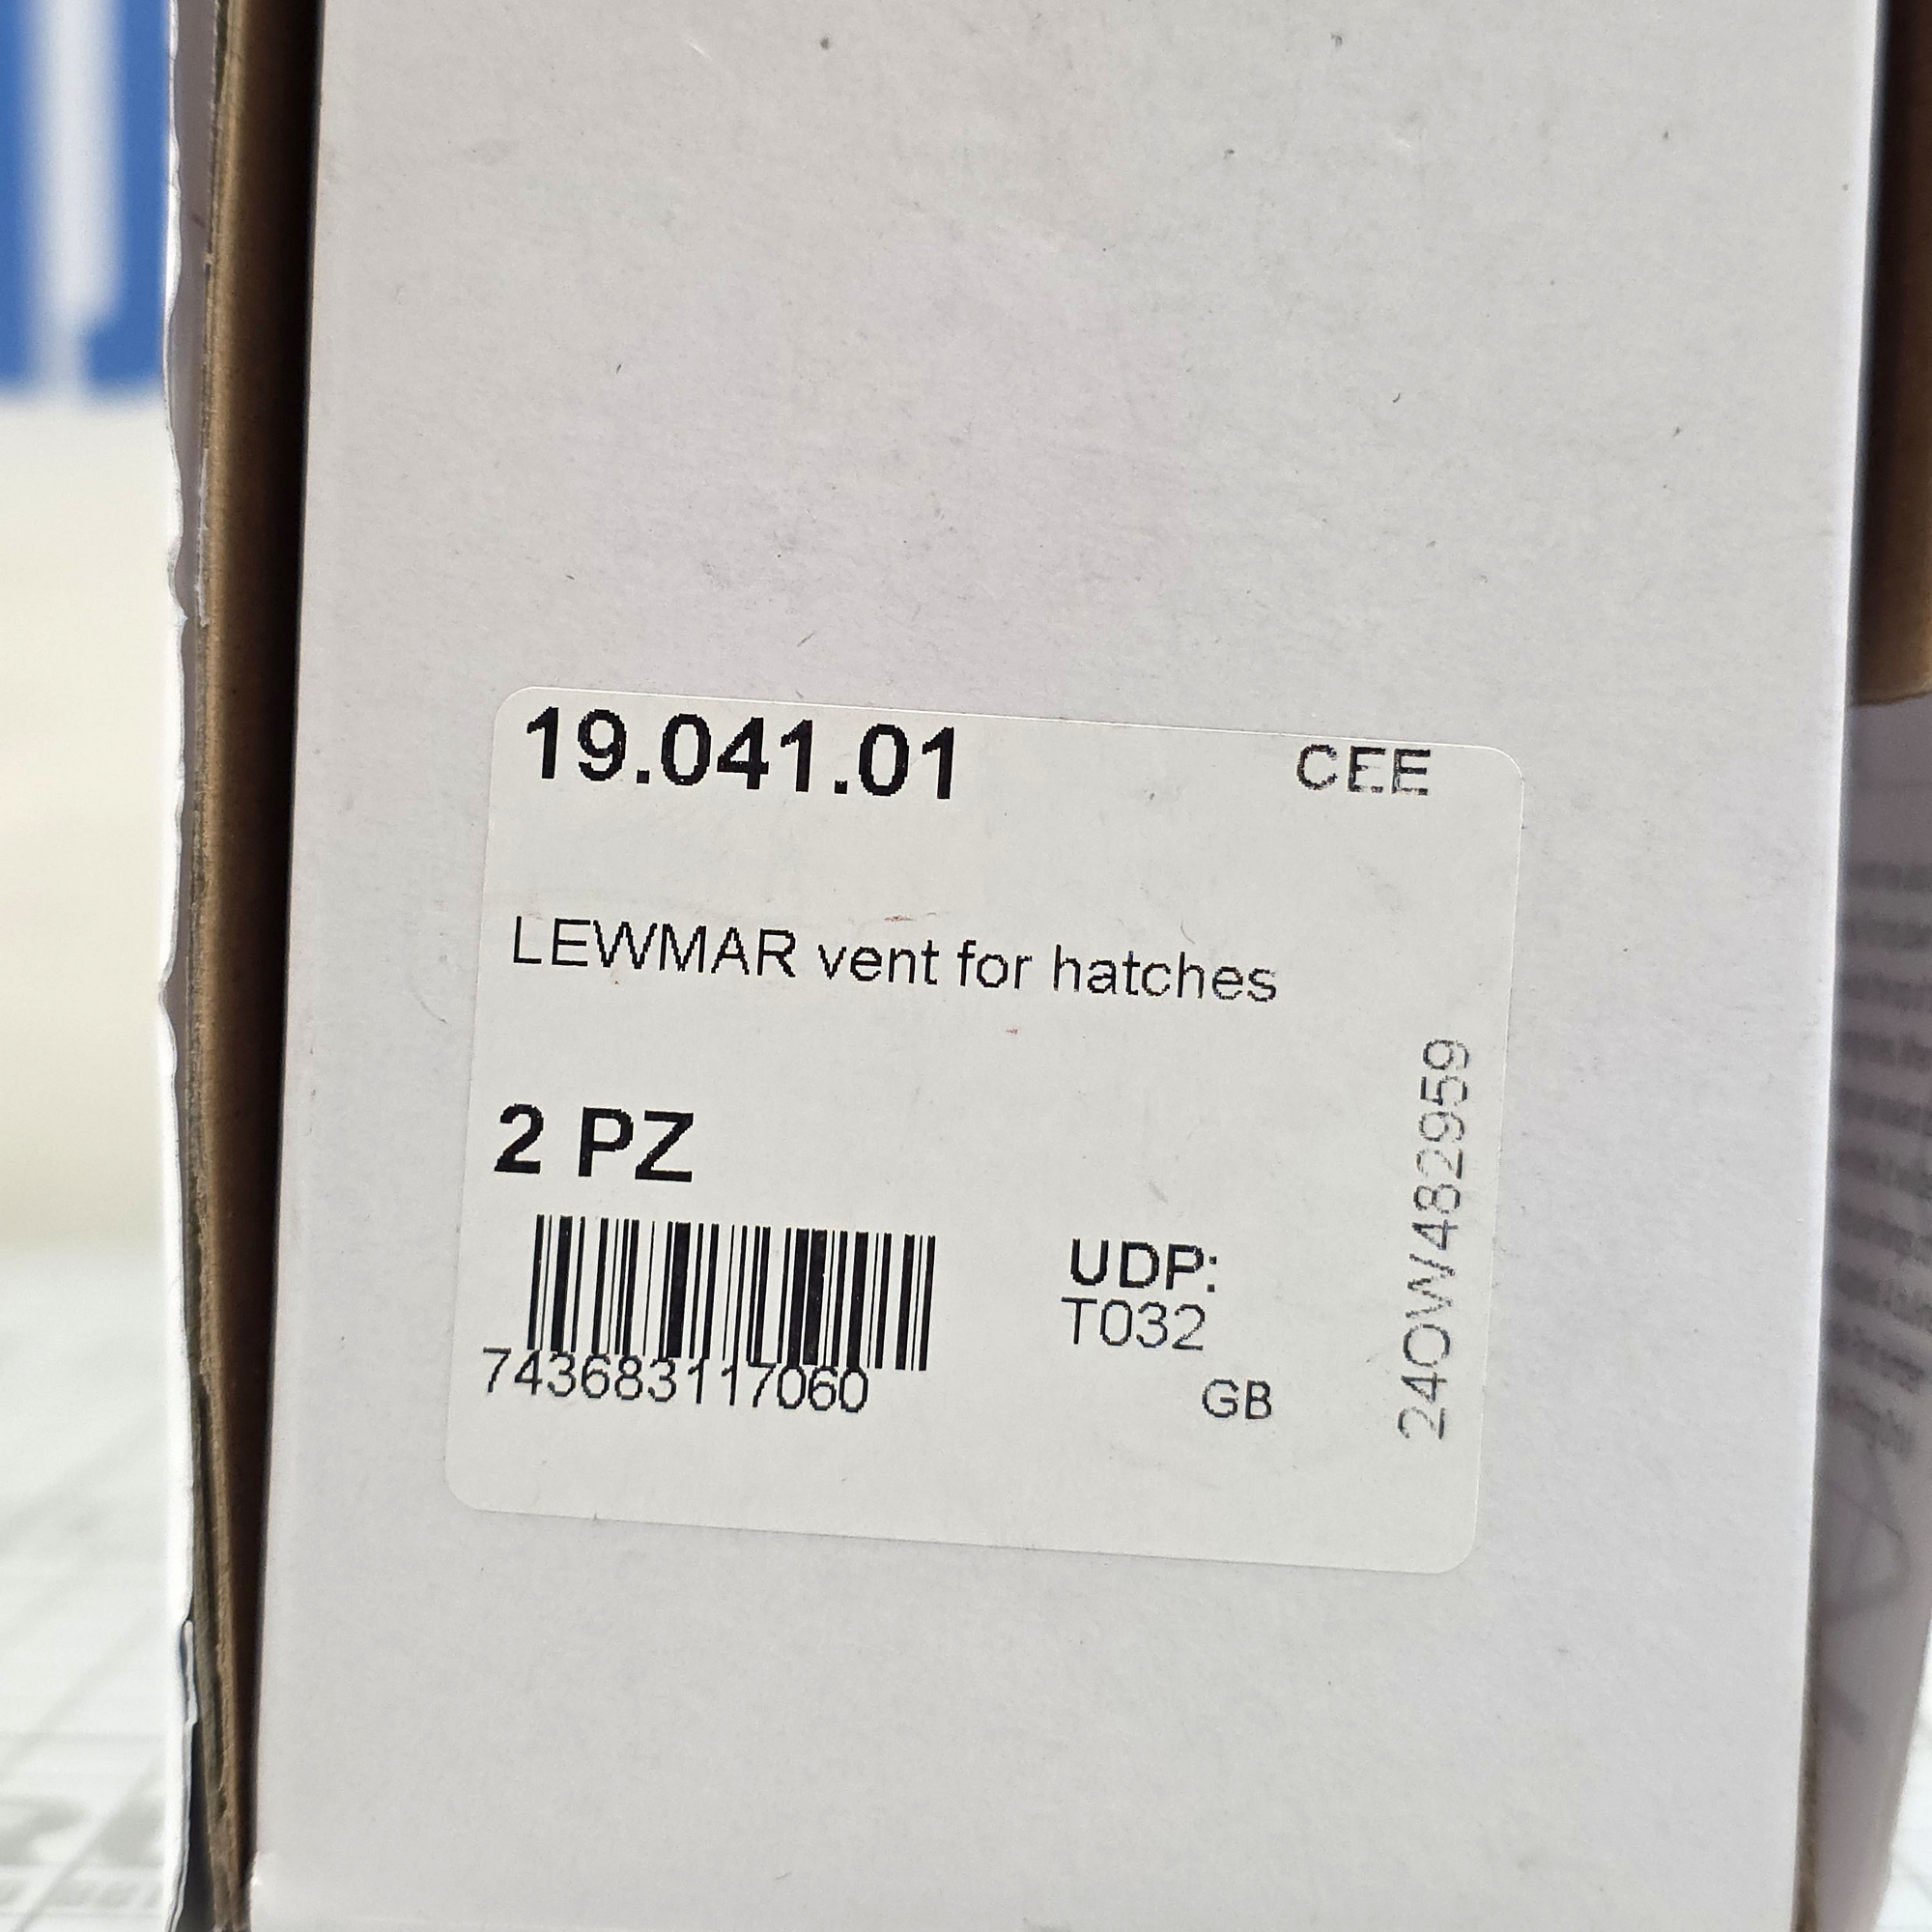 19.041.01 CEE
LEWMAR vent for hatches
2 PZ
UDP:
T032
743683117060
GB
24OW482959